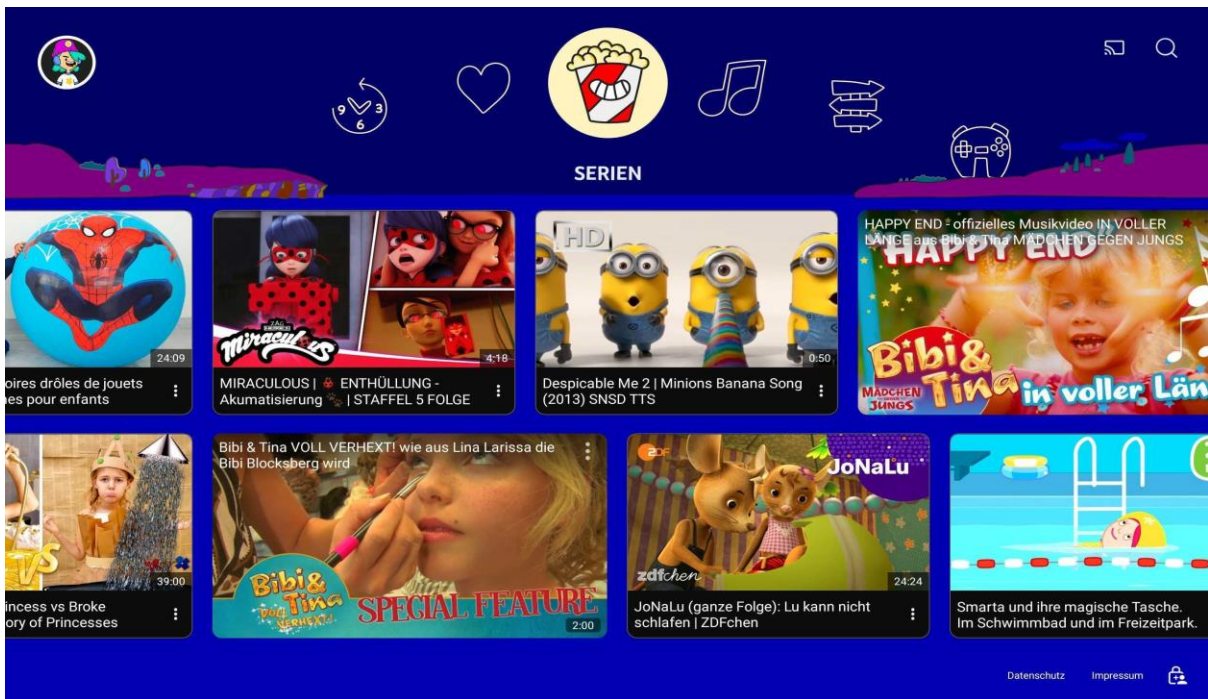 9 3
6
SERIEN
24:09
oires drôles de jouets
es pour enfants
ZAG
HEROES
Miraculous
4:18
MIRACULOUS | ENTHÜLLUNG -
Akumatisierung | STAFFEL 5 FOLGE
HD
0:50
Despicable Me 2 | Minions Banana Song
(2013) SNSD TTS
HAPPY END - offizielles Musikvideo IN VOLLER
LÄNGE aus Bibi & Tina MÄDCHEN GEGEN JUNGS
HAPPY END
Bibi &
Tina
MÄDCHEN
JUNGS
in voller Län
VS
39:00
incess vs Broke
ory of Princesses
Bibi & Tina VOLL VERHEXT! wie aus Lina Larissa die
Bibi Blocksberg wird
Bibi &
Tina
VOLL
VERHEXT!
SPECIAL FEATURE
2:00
ZDF
JoNaLu
zdfchen
24:24
JoNaLu (ganze Folge): Lu kann nicht
schlafen | ZDFchen
Smarta und ihre magische Tasche.
Im Schwimmbad und im Freizeitpark.
Datenschutz Impressum